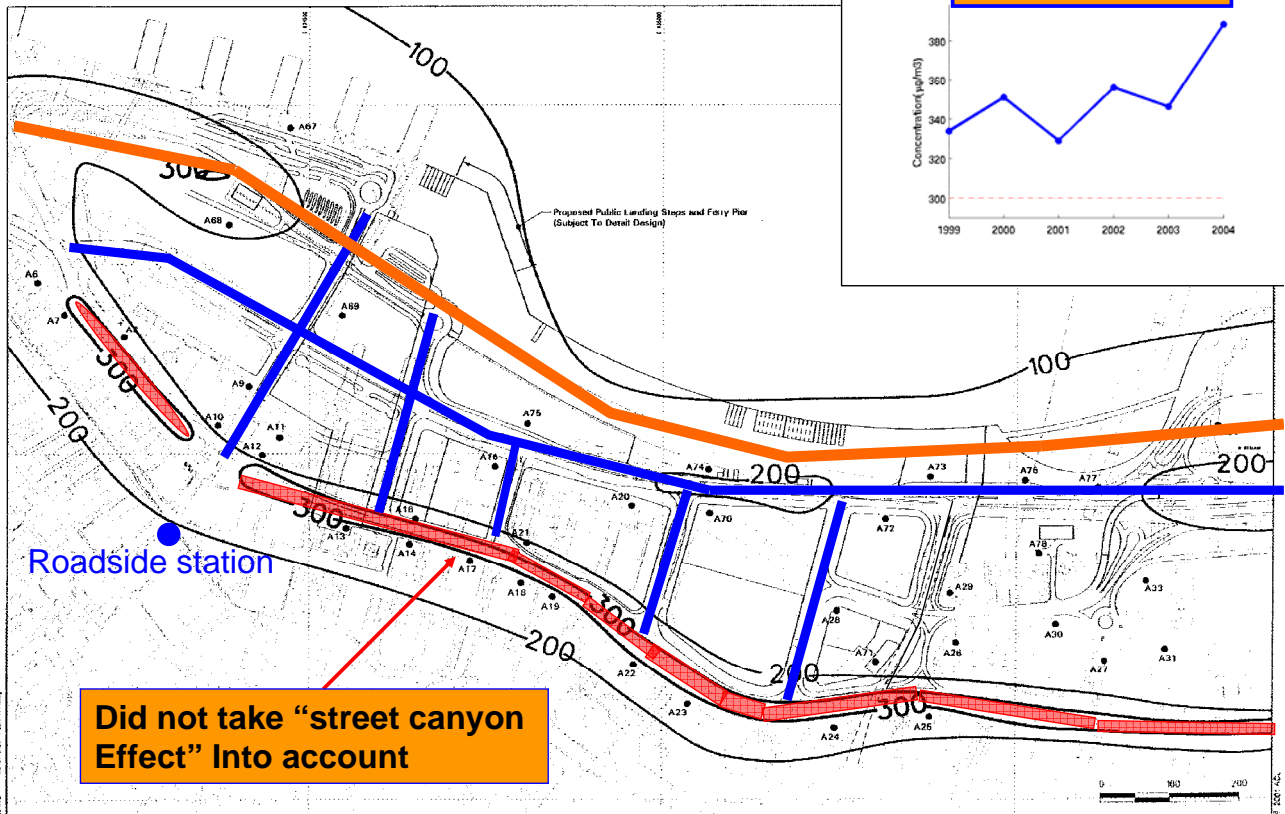 100
380
360
340
320
300
Concentration(µg/m3)
1999 2000 2001 2002 2003 2004
A67
300
Proposed Public Landing Steps and Ferry Pier
(Subject To Detail Design)
A68
A6
A69
A7
300
100
A9
A10
A11
A75
200
A12
A16
A74
200
A73
A76
A77
200
300
A20
A70
A13
A14
A21
A72
Roadside station
A17
A78
A18
A19
A29
A33
300
A28
A30
200
A26
A22
200
A71
A27
A31
A23
300
A24
A25
Did not take “street canyon
Effect” Into account
0 100 200